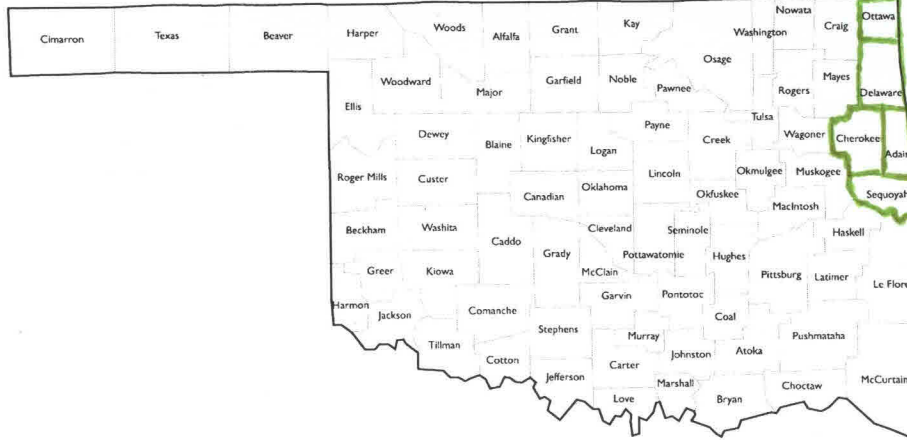 Nowata
Ottawa
Woods
Kay
Craig
Harper
Grant
Washington
Cimarron
Texas
Beaver
Alfalfa
Osage
Mayes
Woodward
Garfield
Noble
Pawnee
Rogers
Delaware
Major
Ellis
Tulsa
Payne
Dewey
Wagoner
Cherokee
Kingfisher
Creek
Blaine
Logan
Adair
Lincoln
Okmulgee
Muskogee
Roger Mills
Custer
Oklahoma
Okfuskee
Sequoyah
Canadian
MacIntosh
Washita
Cleveland
Seminole
Beckham
Haskell
Caddo
Grady
Pottawatomie
Hughes
Greer
Kiowa
McClain
Pittsburg
Latimer
Le Flore
Garvin
Pontotoc
Harmon
Comanche
Jackson
Coal
Stephens
Murray
Pushmataha
Tillman
Johnston
Atoka
Cotton
Carter
Jefferson
Marshall
McCurtain
Choctaw
Love
Bryan